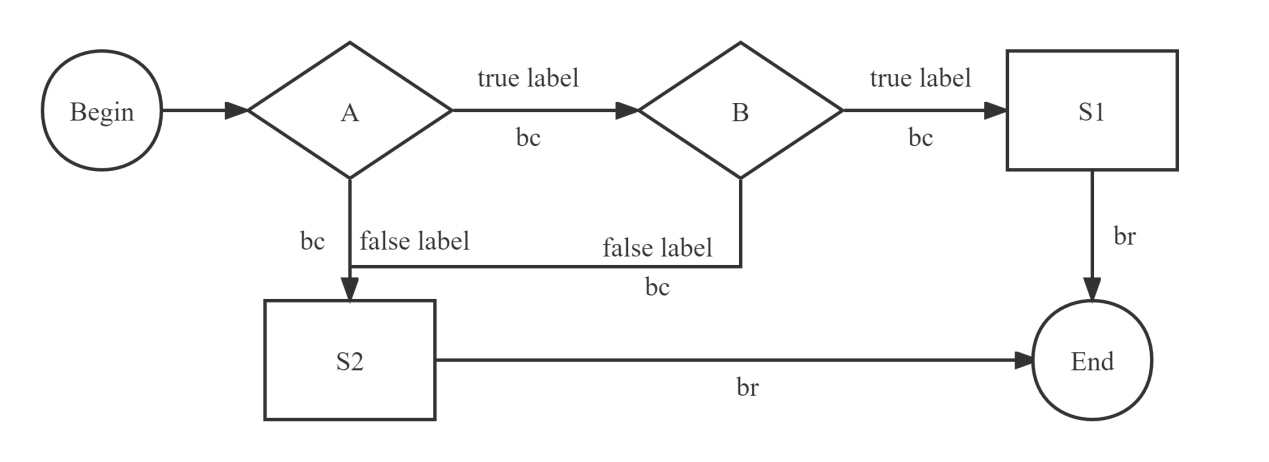 true label
true label
Begin
A
B
S1
bc
bc
bc
false label
false label
br
bc
S2
End
br